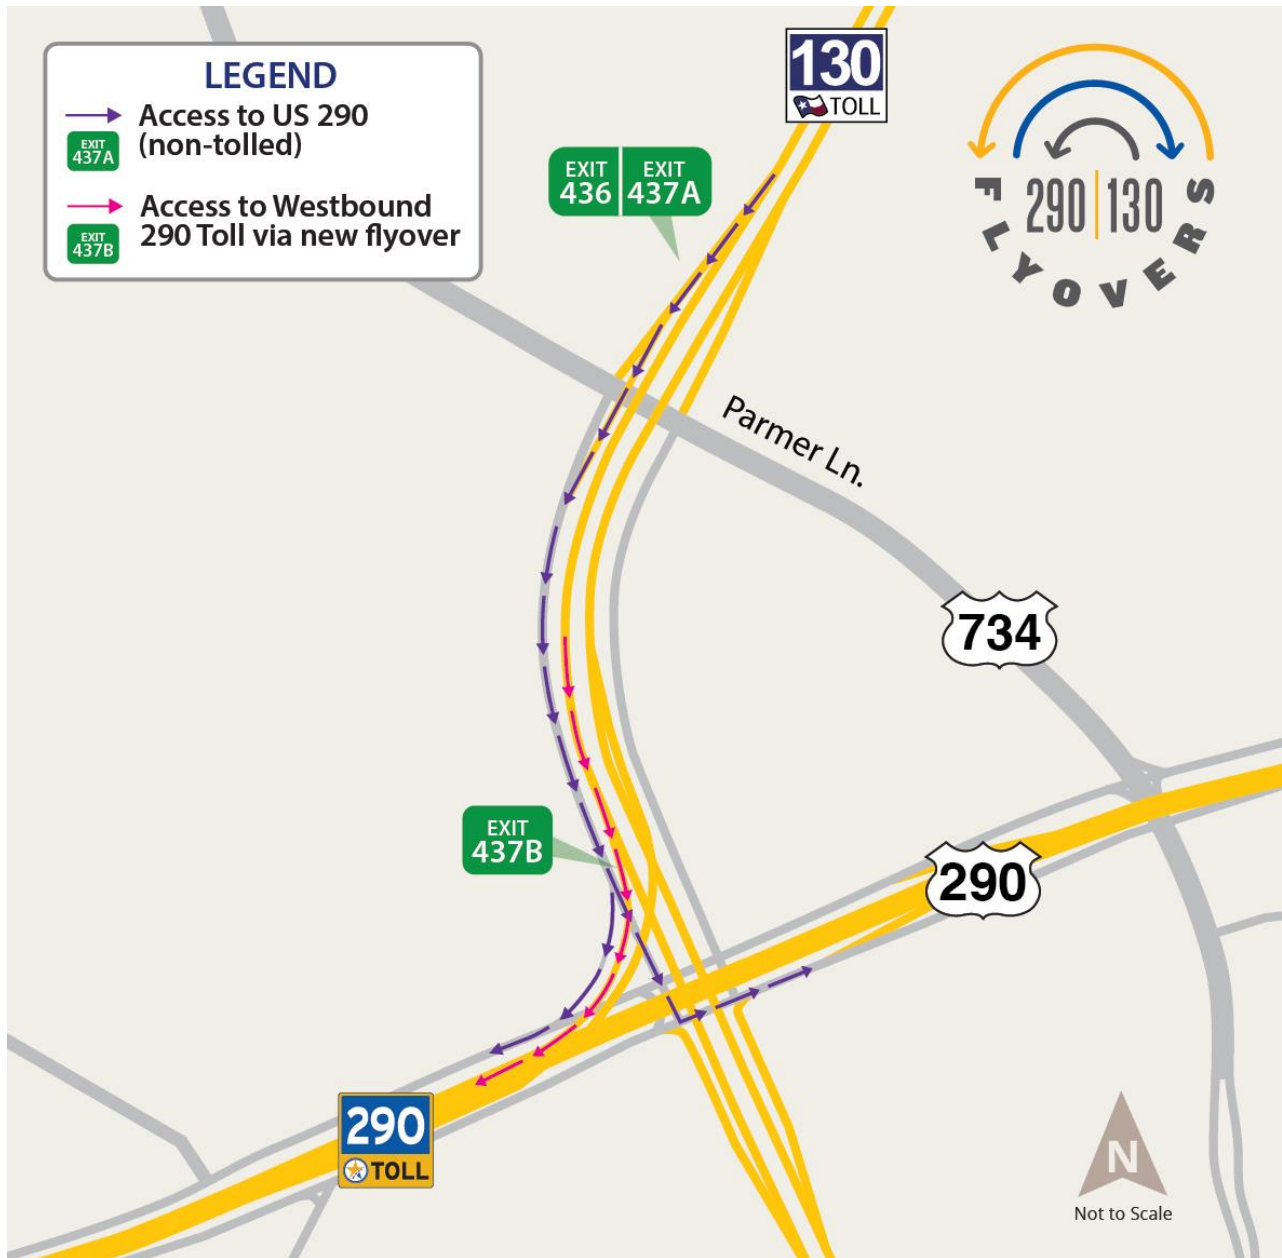 LEGEND
Access to US 290
(non-tolled)
EXIT
437A
Access to Westbound
290 Toll via new flyover
EXIT
437B
130
TOLL
EXIT
436
EXIT
437A
290 130
FLYOVERS
Parmer Ln.
734
EXIT
437B
290
290
TOLL
N
Not to Scale